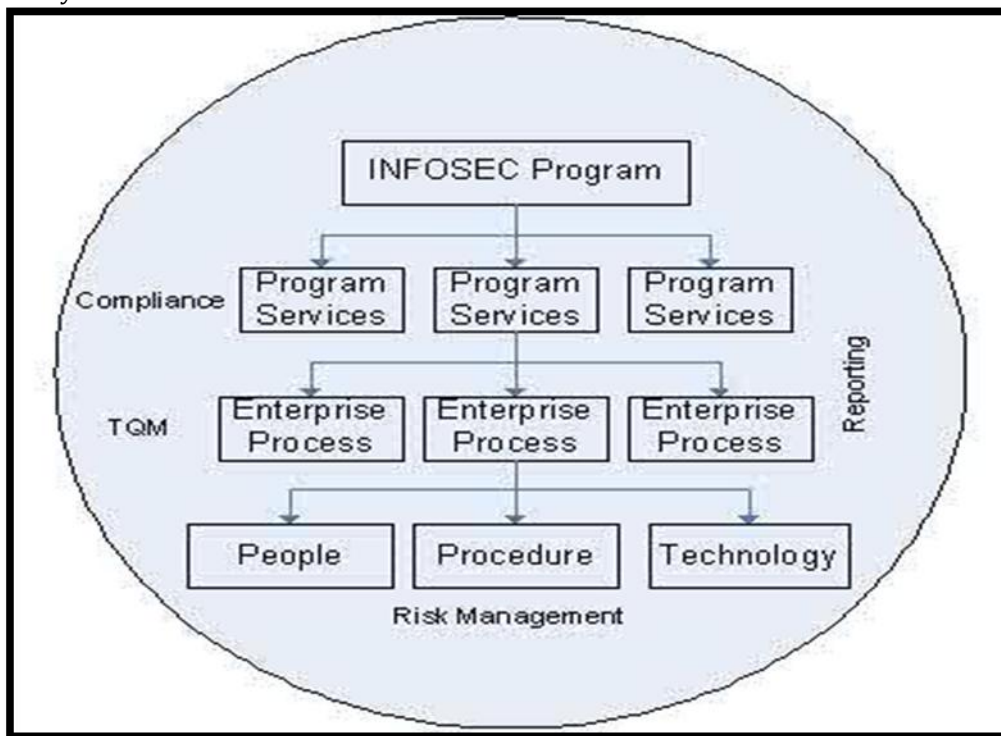 INFOSEC Program
Compliance
Program
Services
Program
Services
Program
Services
Reporting
TQM
Enterprise
Process
Enterprise
Process
Enterprise
Process
People
Procedure
Technology
Risk Management